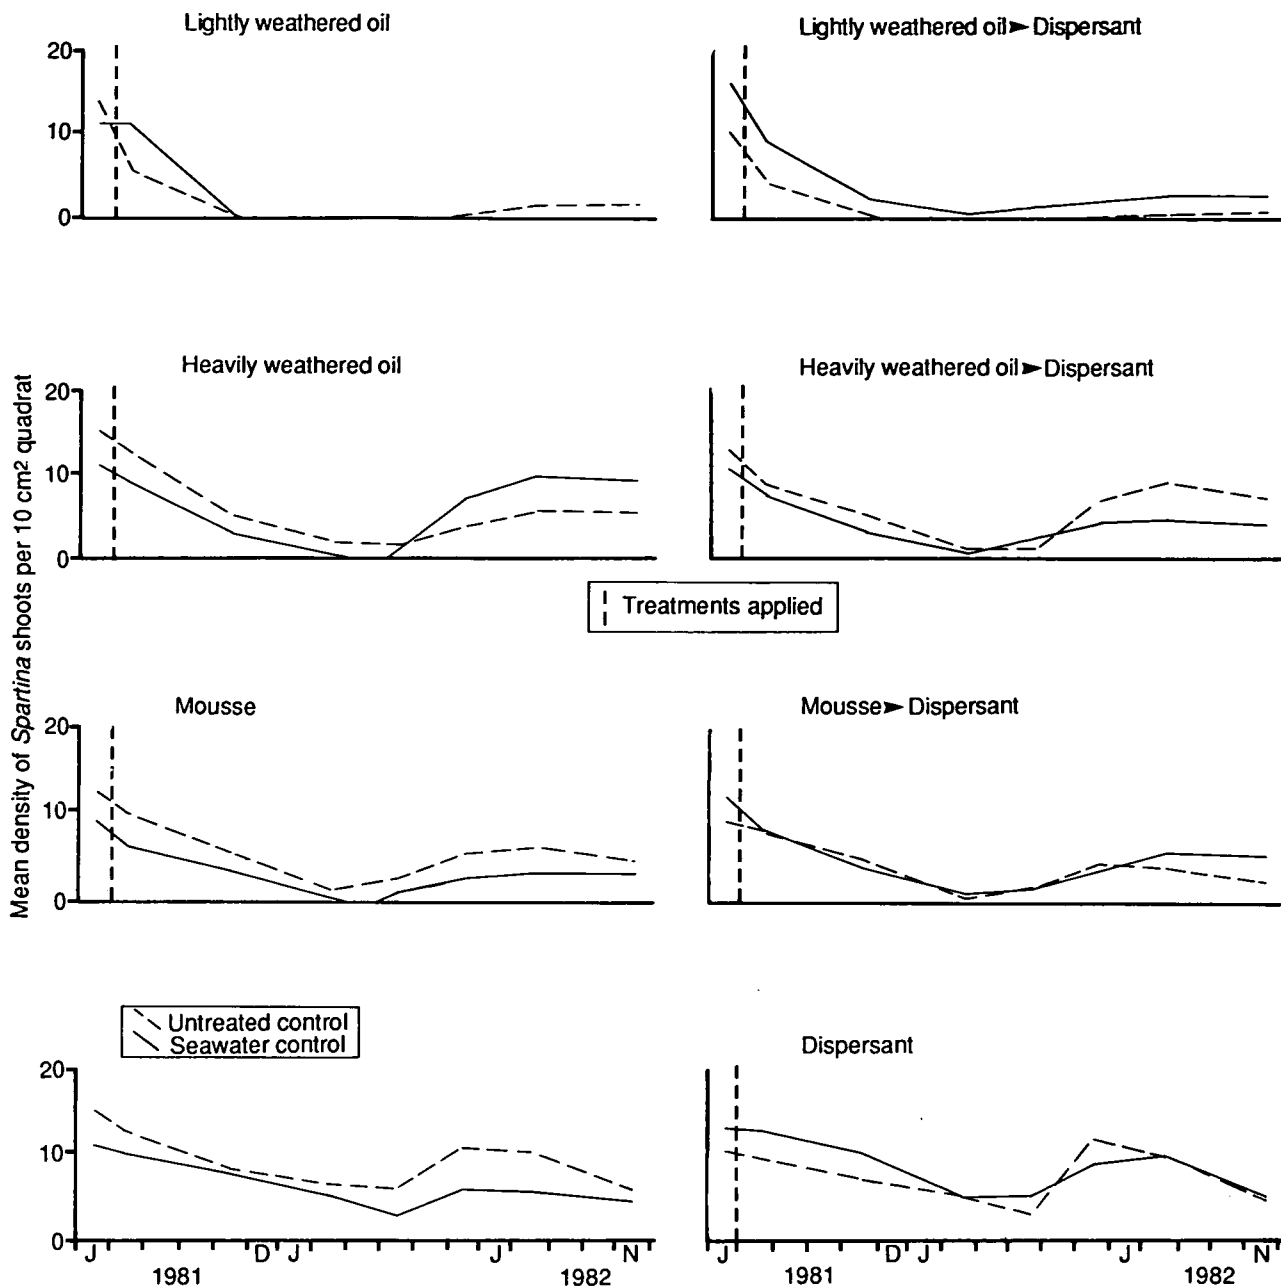 Lightly weathered oil
Lightly weathered oil ➤ Dispersant
20
10
0
Heavily weathered oil
Heavily weathered oil ➤ Dispersant
20
10
0
Mean density of Spartina shoots per 10 cm² quadrat
Treatments applied
Mousse
Mousse ➤ Dispersant
20
10
0
Untreated control
Seawater control
Dispersant
20
10
0
J D J J N
1981 1982
J D J J N
1981 1982